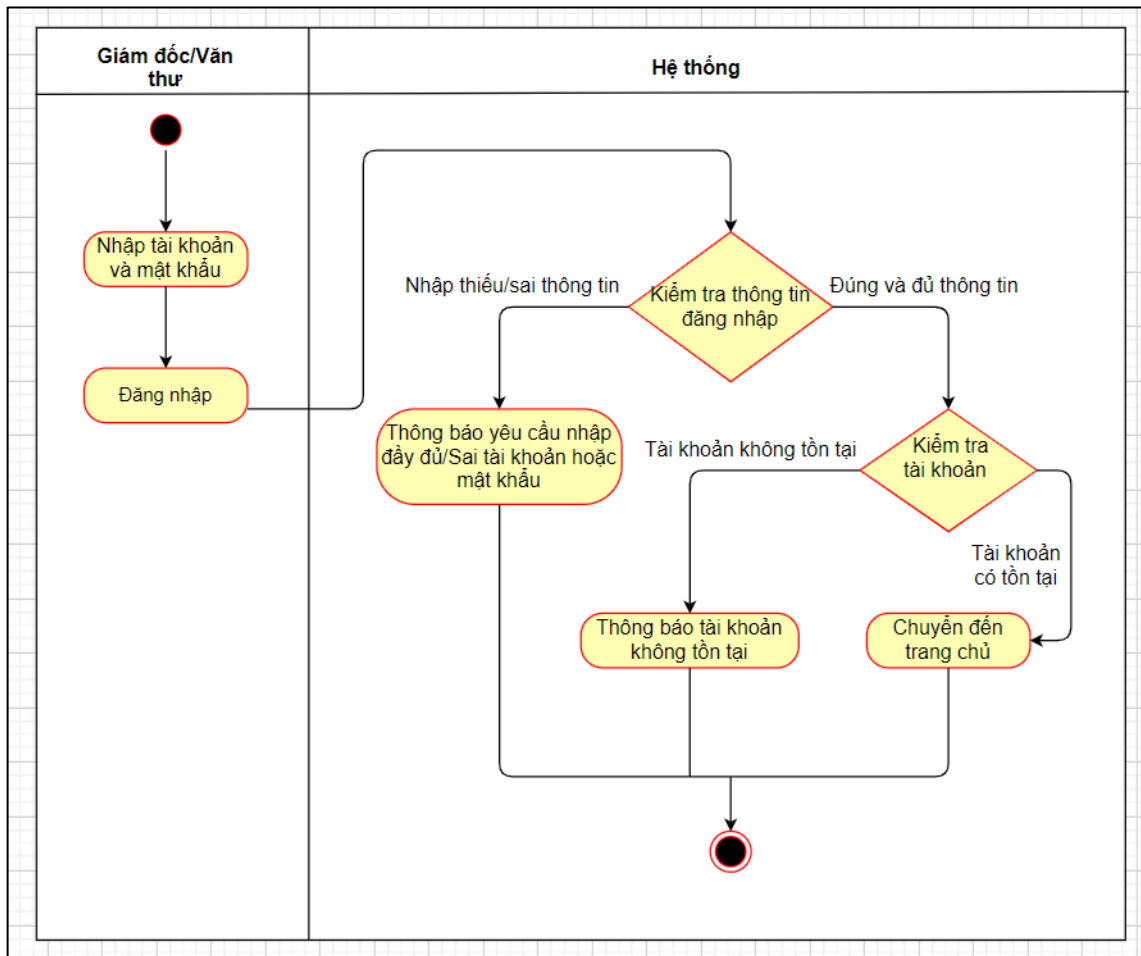 Giám đốc/Văn
thư
Hệ thống
Nhập tài khoản
và mật khẩu
Đăng nhập
Nhập thiếu/sai thông tin
Kiểm tra thông tin
đăng nhập
Đúng và đủ thông tin
Thông báo yêu cầu nhập
đầy đủ/Sai tài khoản hoặc
mật khẩu
Tài khoản không tồn tại
Kiểm tra
tài khoản
Tài khoản
có tồn tại
Thông báo tài khoản
không tồn tại
Chuyển đến
trang chủ